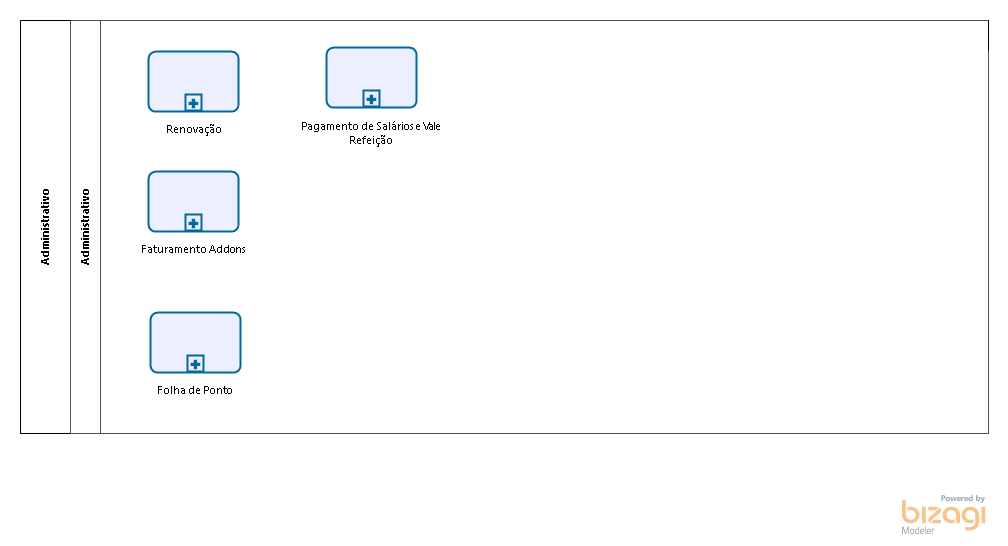 Administrativo
Administrativo
Renovação
Pagamento de Salários e Vale
Refeição
Faturamento Addons
Folha de Ponto
Powered by
bizagi
Modeler